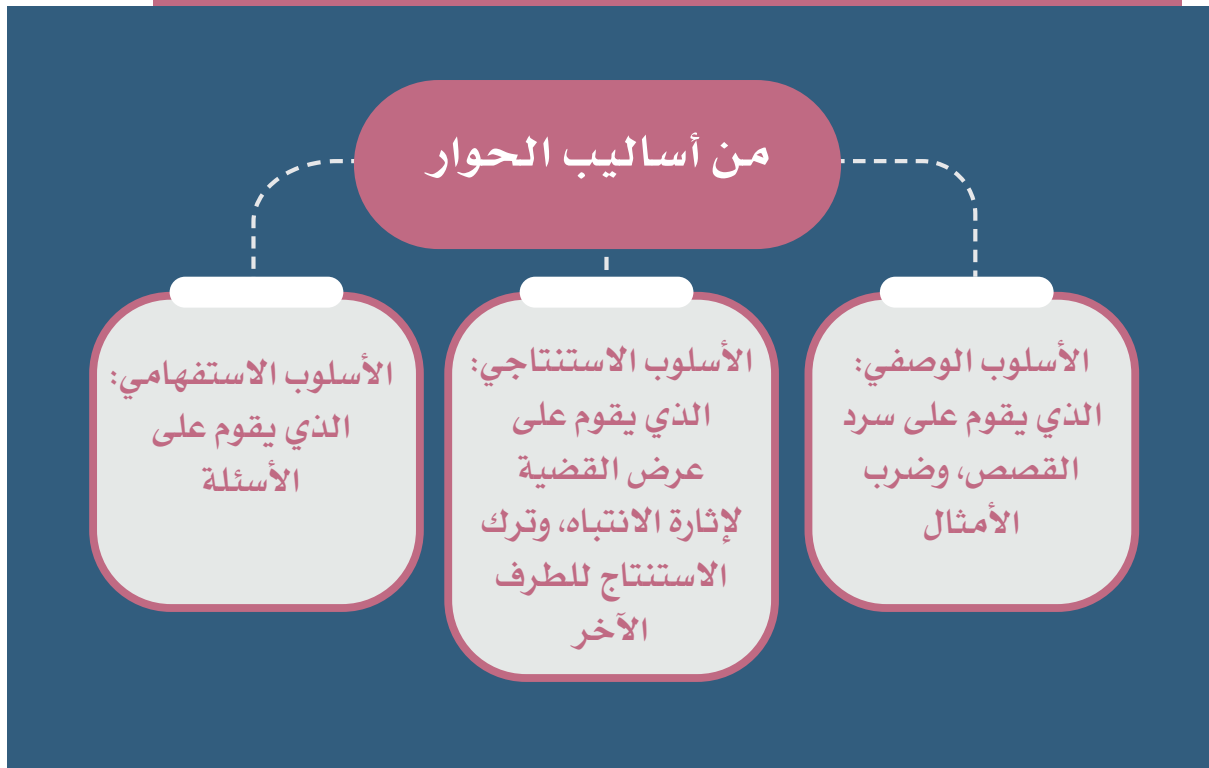 من أساليب الحوار
الأسلوب الوصفي:
الذي يقوم على سرد
القصص، وضرب
الأمثال
الأسلوب الاستنتاجي:
الذي يقوم على
عرض القضية
لإثارة الانتباه، وترك
الاستنتاج للطرف
الآخر
الأسلوب الاستفهامي:
الذي يقوم على
الأسئلة